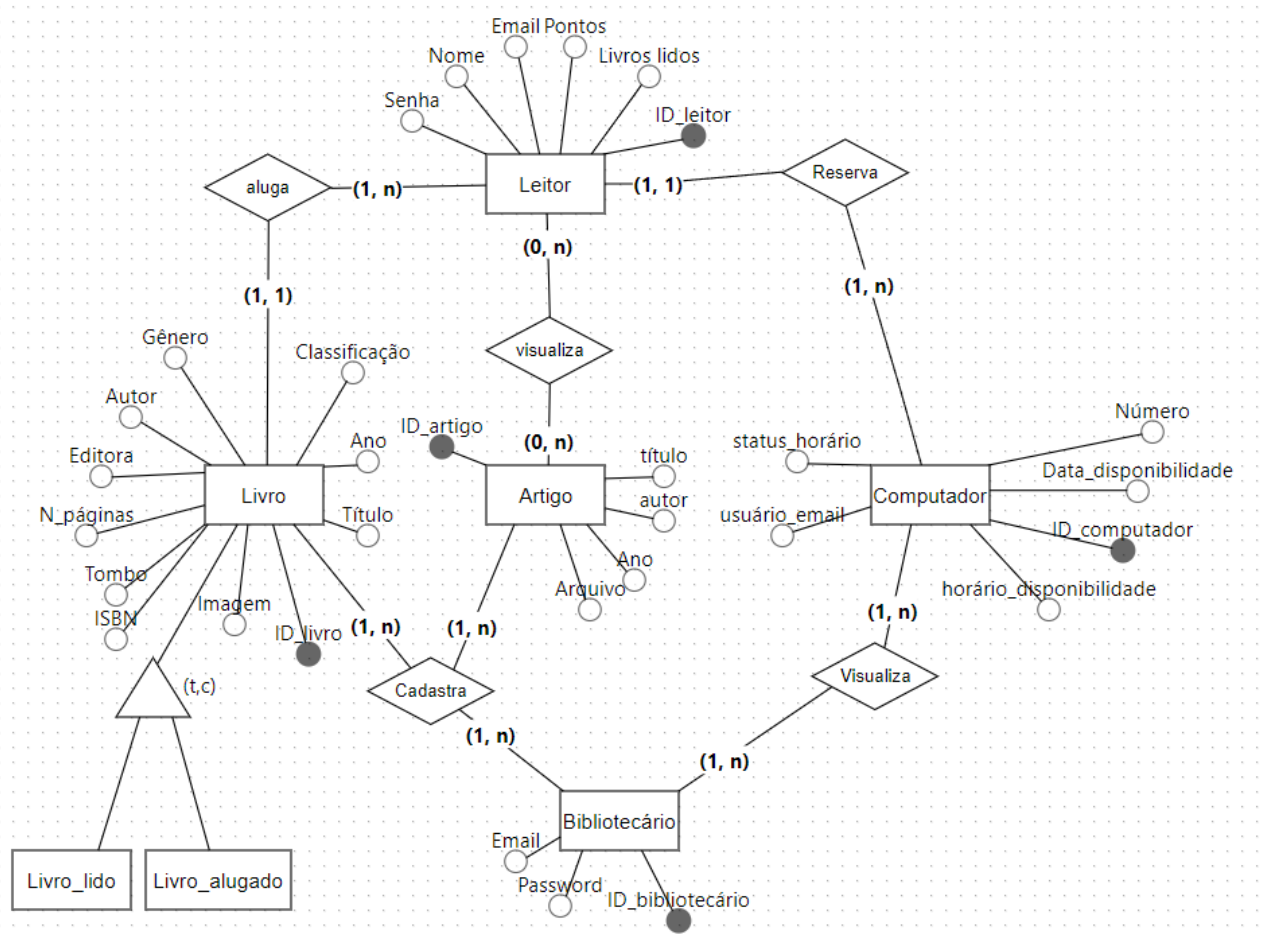 Email Pontos
Nome
Livros lidos
Senha
ID_leitor
aluga
(1, n)
Leitor
(1, 1)
Reserva
(0, n)
(1, 1)
(1, n)
Gênero
Classificação
visualiza
Autor
ID_artigo
Ano
(0, n)
Número
status_horário
Editora
título
Data_disponibilidade
Livro
Artigo
Computador
autor
N_páginas
Título
usuário_email
ID_computador
Tombo
Ano
Arquivo
horário_disponibilidade
ISBN
Imagem
ID_livro
(1, n)
(1, n)
(1, n)
(t,c)
Cadastra
Visualiza
(1, n)
(1, n)
Bibliotecário
Email
Livro_lido
Livro_alugado
Password
ID_bibliotecário